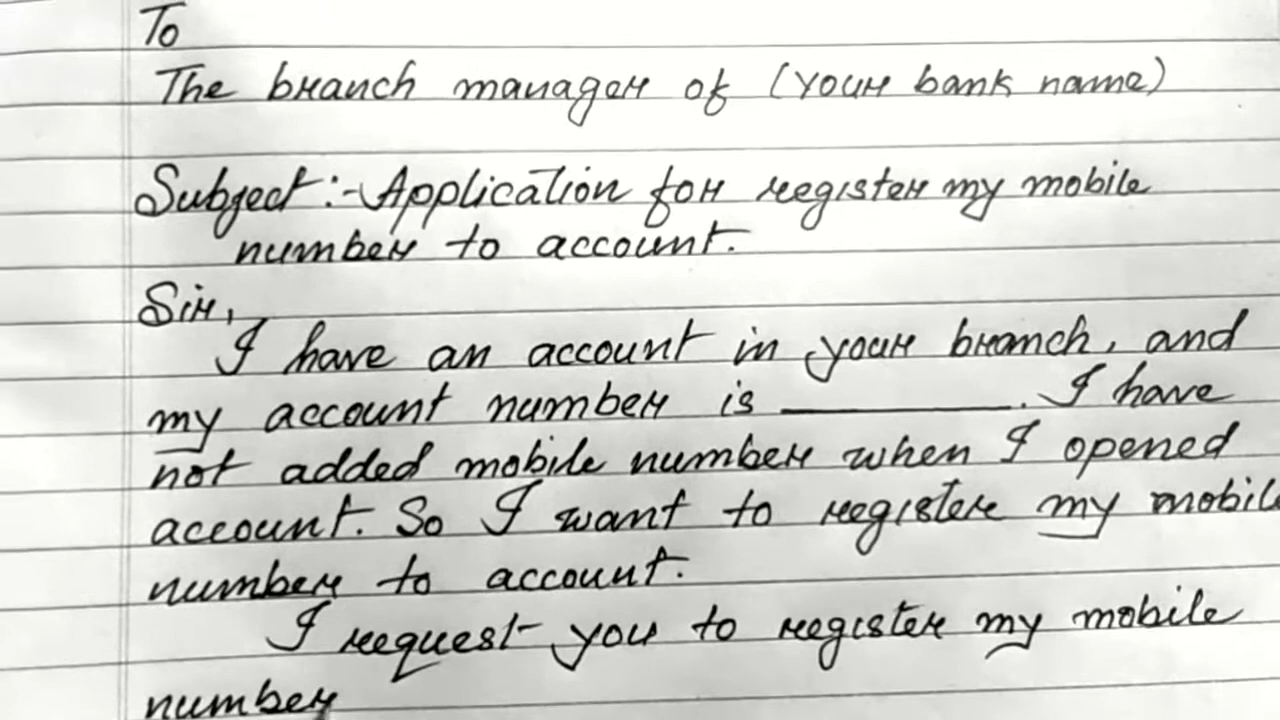 To
The branch manager of (your bank name)
Subject:-Application for register my mobile
number to account.
Sir,
I have an account in your branch, and
my account number is ________. I have
not added mobile number when I opened
account. So I want to register my mobil
number to account.
I request you to register my mobile
number